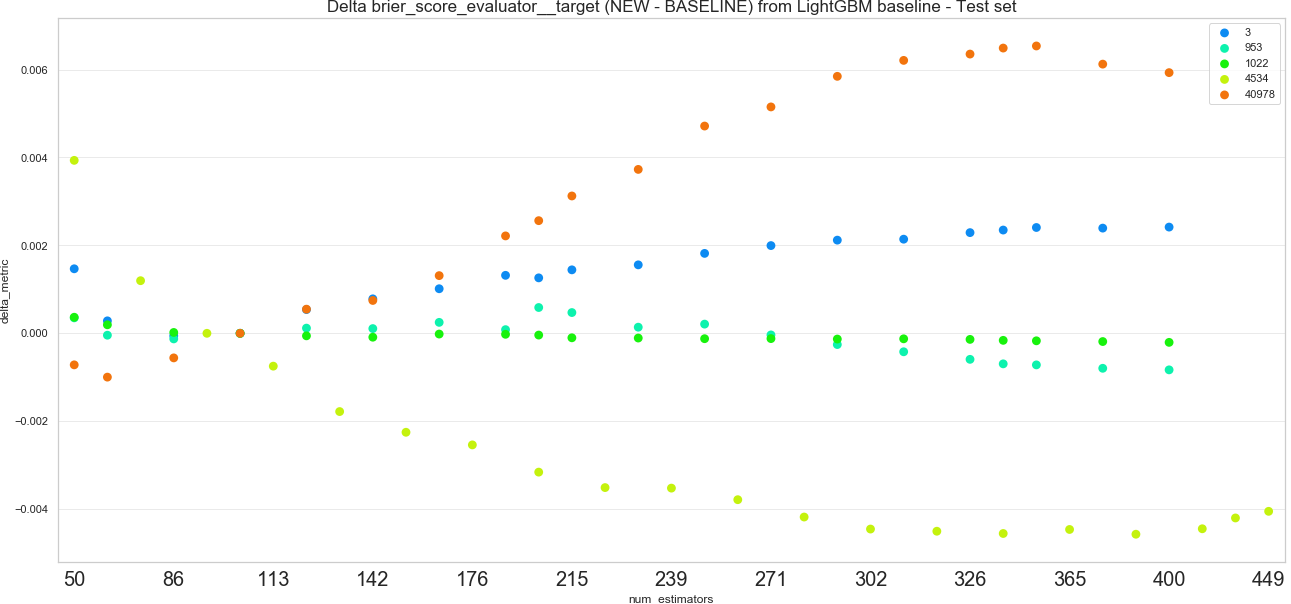 Delta brier_score_evaluator__target (NEW - BASELINE) from LightGBM baseline - Test set
3
953
1022
4534
40978
0.006
0.004
0.002
0.000
−0.002
−0.004
delta_metric
50 86 113 142 176 215 239 271 302 326 365 400 449
num_estimators